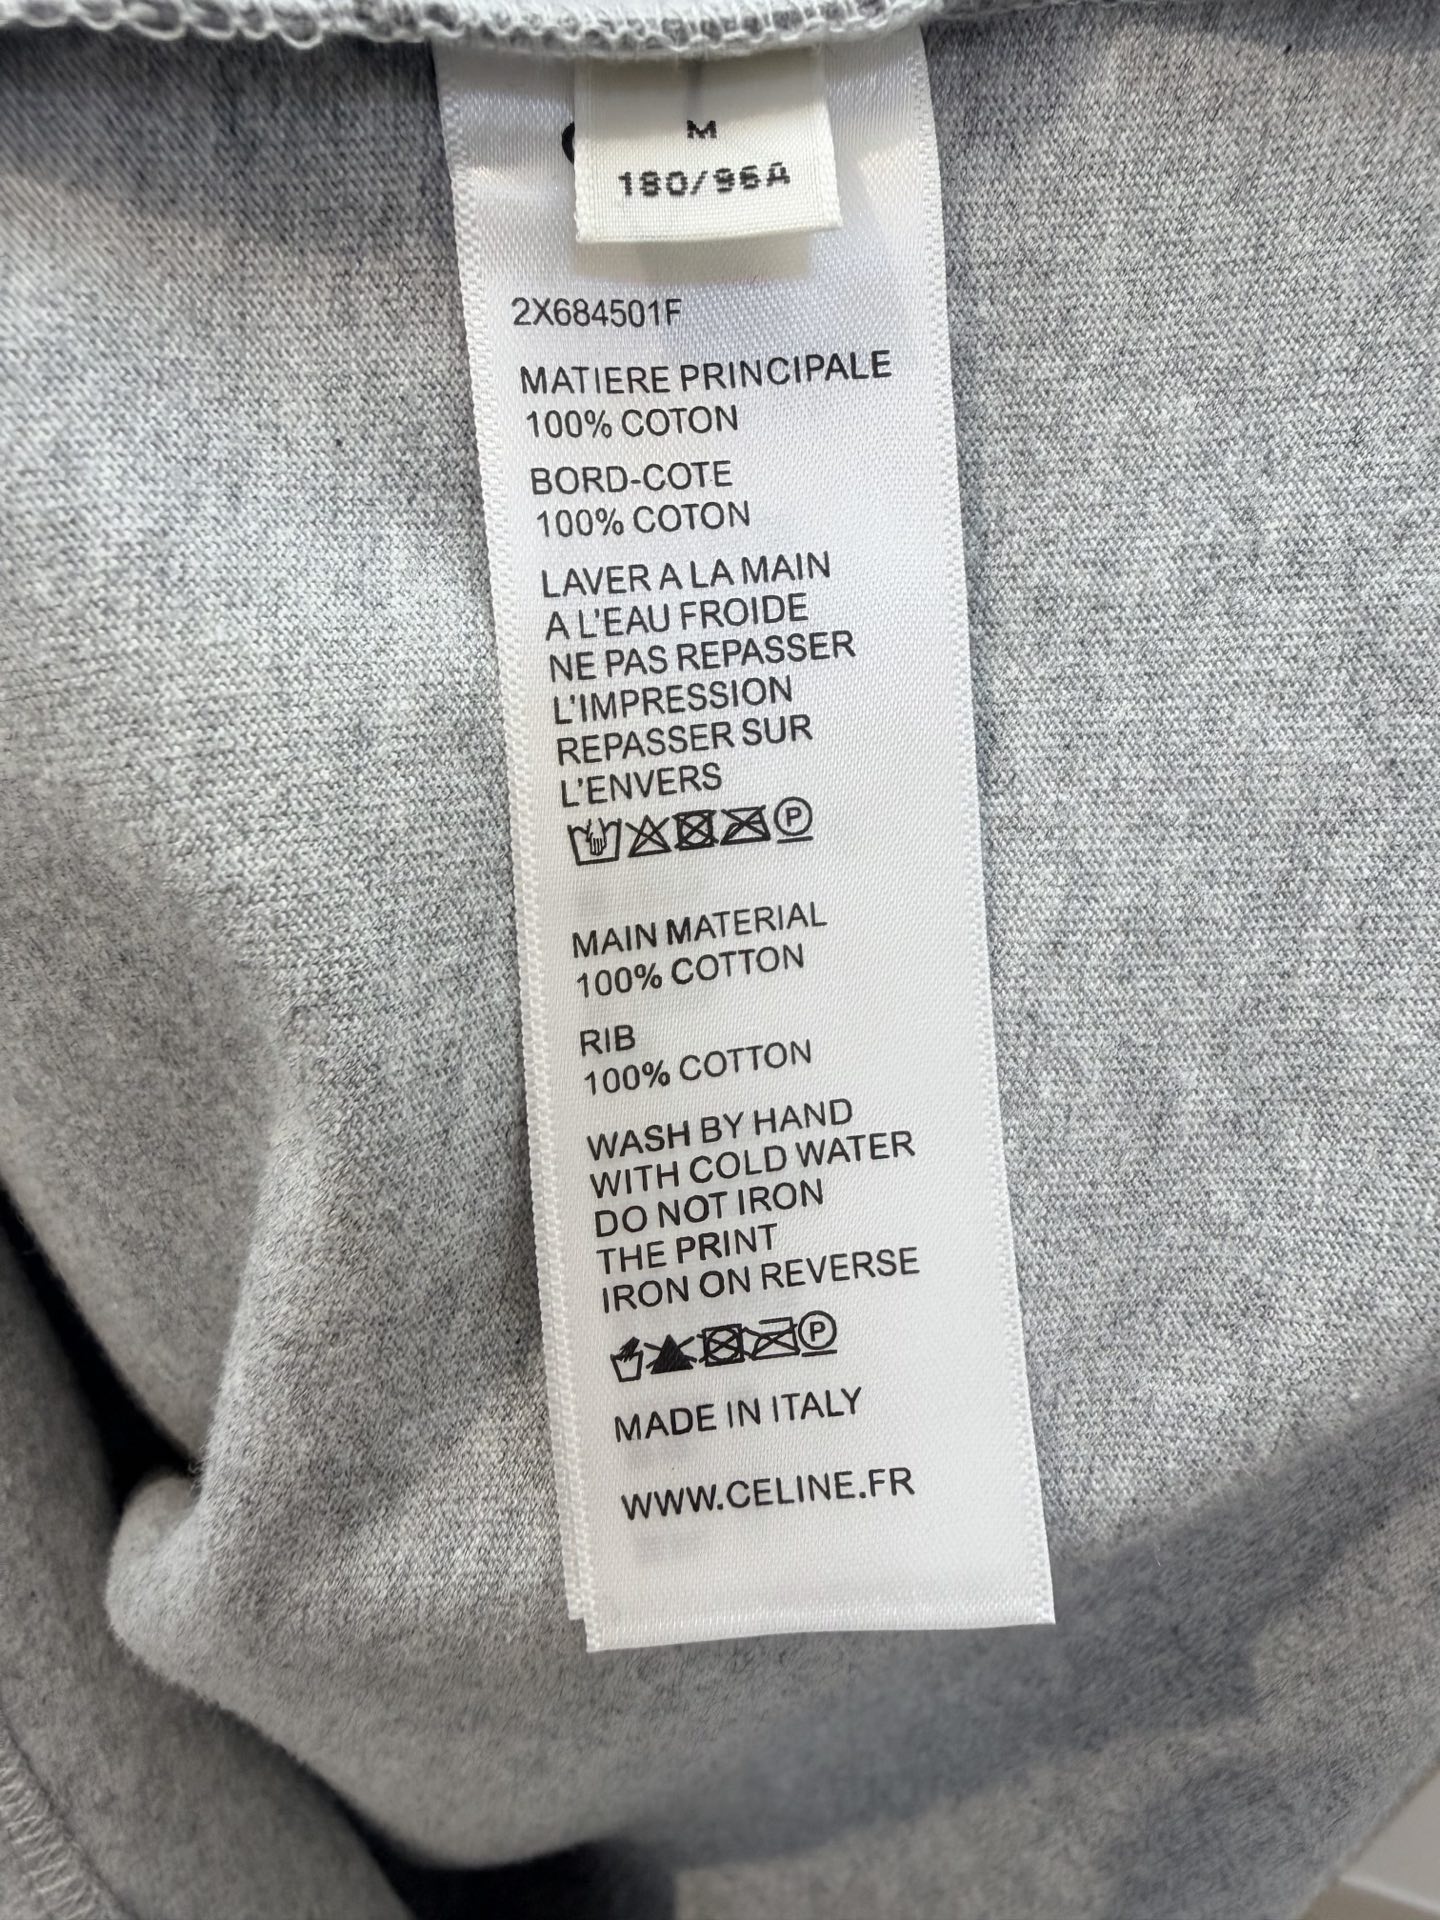 M
180/96A
2X684501F
MATIERE PRINCIPALE
100% COTON
BORD-COTE
100% COTON
LAVER A LA MAIN
A L'EAU FROIDE
NE PAS REPASSER
L'IMPRESSION
REPASSER SUR
L'ENVERS
P
MAIN MATERIAL
100% COTTON
RIB
100% COTTON
WASH BY HAND
WITH COLD WATER
DO NOT IRON
THE PRINT
IRON ON REVERSE
P
MADE IN ITALY
WWW.CELINE.FR